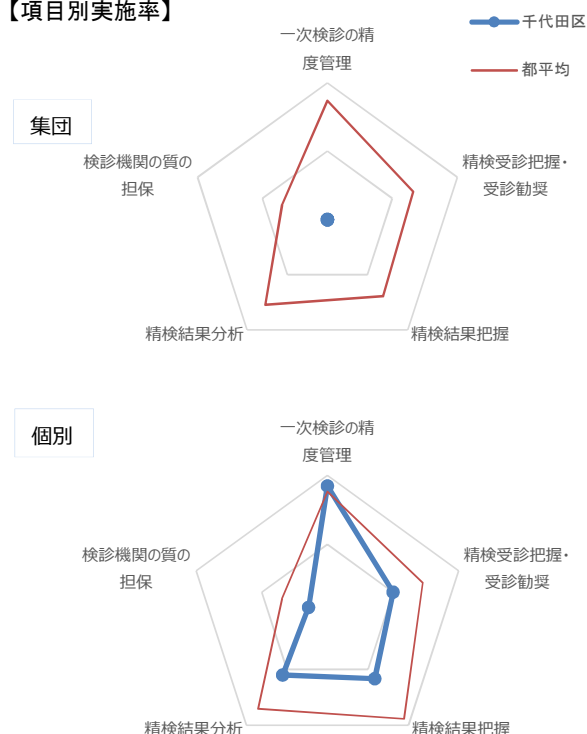 【項目別実施率】
千代田区
都平均
集団
一次検診の精
度管理
精検受診把握・
受診勧奨
精検結果把握
精検結果分析
検診機関の質の
担保
個別
一次検診の精
度管理
精検受診把握・
受診勧奨
精検結果把握
精検結果分析
検診機関の質の
担保